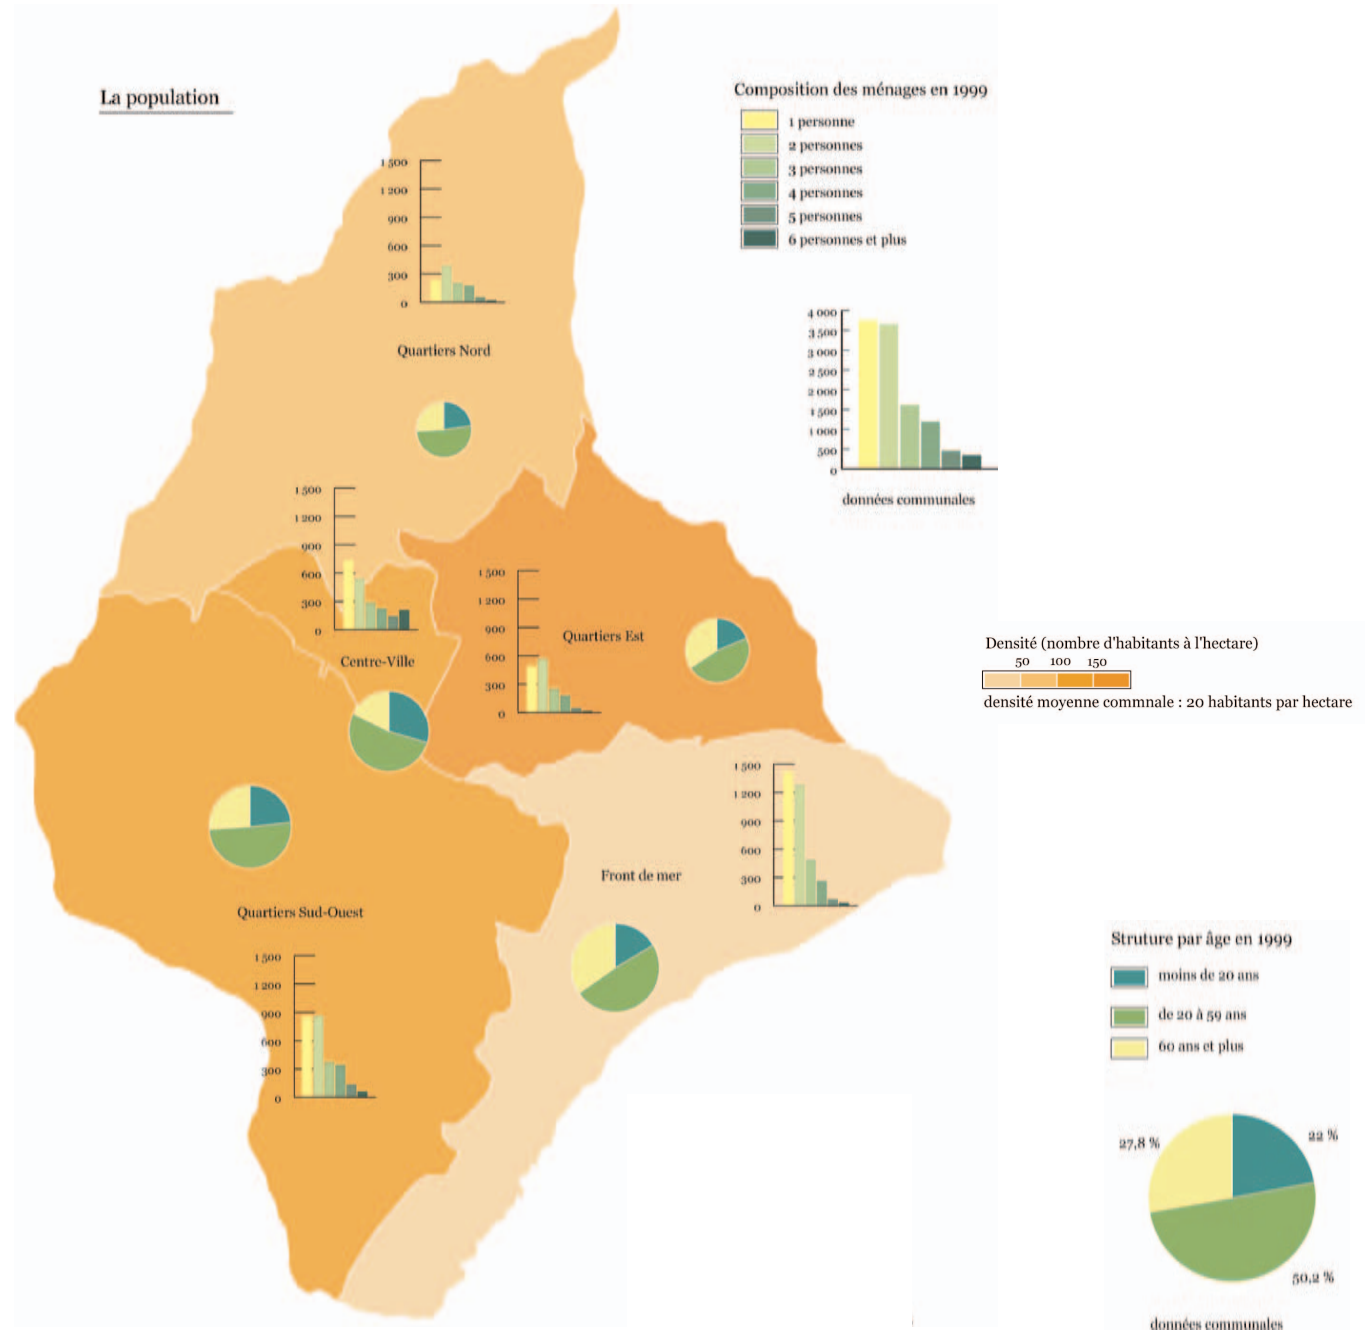 La population
Composition des ménages en 1999
1 personne
2 personnes
3 personnes
4 personnes
5 personnes
6 personnes et plus
1 500
1 200
900
600
300
0
Quartiers Nord
4 000
3 500
3 000
2 500
2 000
1 500
1 000
500
0
données communales
1 500
1 200
900
600
300
0
Centre-Ville
1 500
1 200
900
600
300
0
Quartiers Est
Densité (nombre d'habitants à l'hectare)
50 100 150
densité moyenne commnale : 20 habitants par hectare
1 500
1 200
900
600
300
0
Front de mer
Quartiers Sud-Ouest
1 500
1 200
900
600
300
0
Struture par âge en 1999
moins de 20 ans
de 20 à 59 ans
60 ans et plus
27,8 %
22 %
50,2 %
données communales